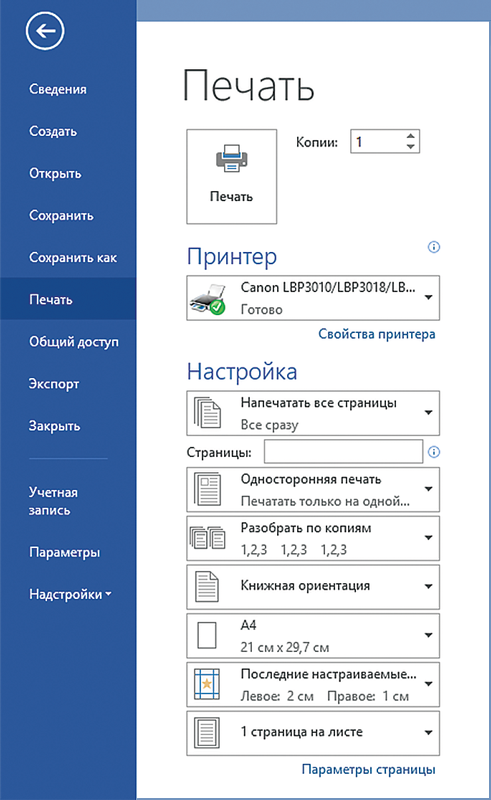 Сведения
Создать
Открыть
Сохранить
Сохранить как
Печать
Общий доступ
Экспорт
Закрыть
Учетная
запись
Параметры
Надстройки
Печать
Печать
Копии: 1
Принтер
Canon LBP3010/LBP3018/LB...
Готово
Свойства принтера
Настройка
Напечатать все страницы
Все сразу
Страницы:
Односторонняя печать
Печатать только на одной...
Разобрать по копиям
1,2,3 1,2,3 1,2,3
Книжная ориентация
A4
21 см x 29,7 см
Последние настраиваемые...
Левое: 2 см Правое: 1 см
1 страница на листе
Параметры страницы